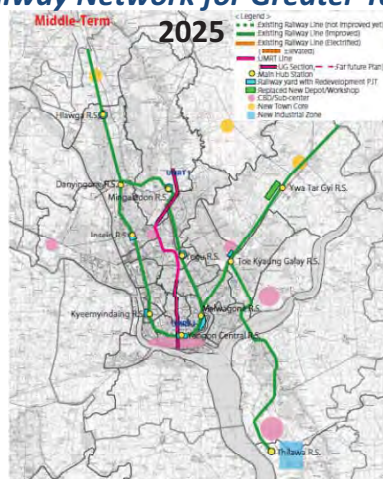 ilway Network for Greater
Middle-Term
2025
< Legend >
Existing Railway Line (not Improved yet)
Existing Railway Line (Improved)
Existing Railway Line (Electrified)
(Elevated)
UMRT Line
UG Section
Far future Plan
Main Hub Station
Railway yard with Redevelopment PJT
Replaced New Depot/Workshop
CBD/Sub-center
New Town Core
New Industrial Zone
Hlawga R.S.
Danyingone R.S.
Mingaladon R.S.
Ywa Tar Gyi R.S.
Insein R.S.
Toe Kyaung Galay R.S.
Kyeemyindaing R.S.
Malwagone R.S.
Yangon Central R.S.
Thilawa R.S.